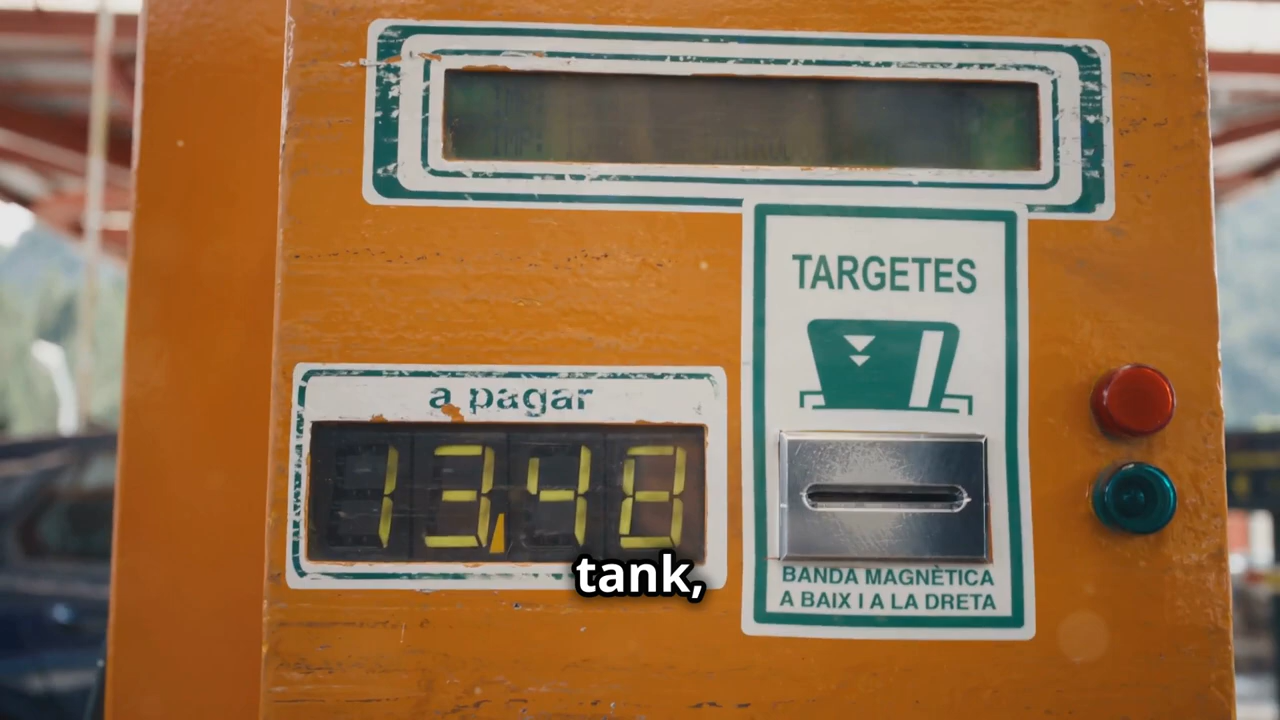 TARGETES
a pagar
13,48
tank,
BANDA MAGNÈTICA
A BAIX I A LA DRETA